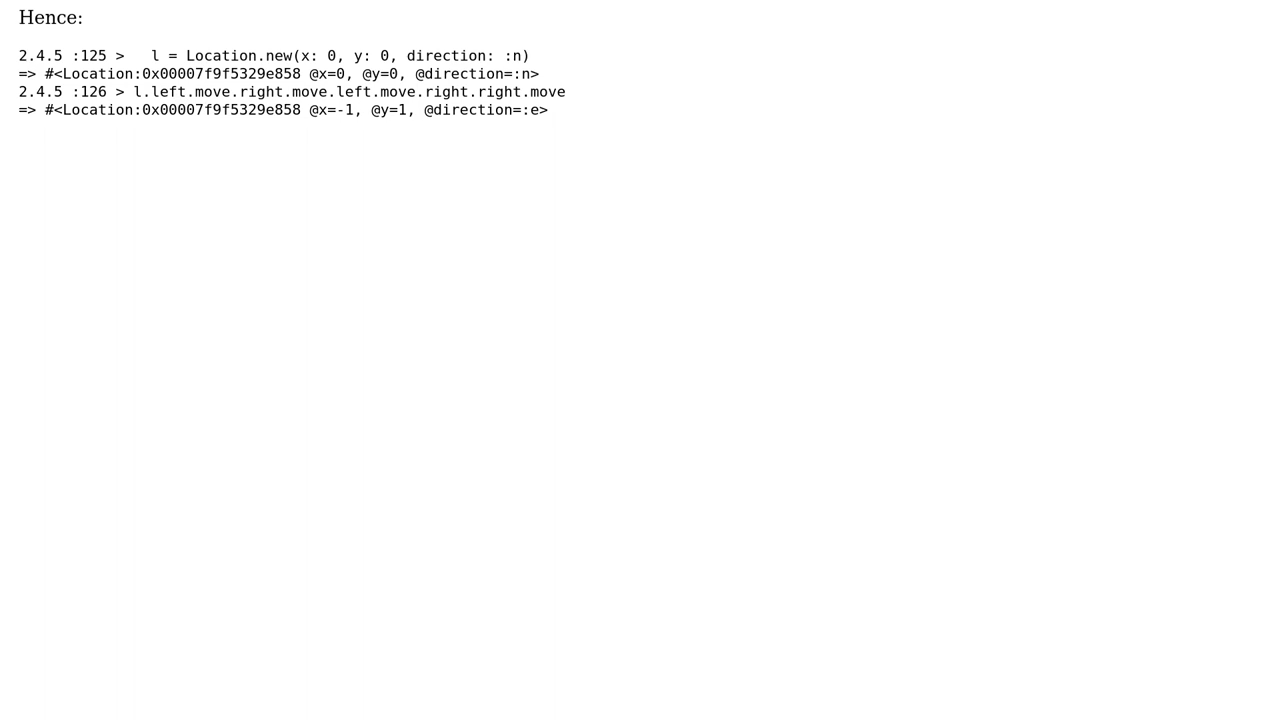 Hence:
2.4.5 :125 >   l = Location.new(x: 0, y: 0, direction: :n)
=> #<Location:0x00007f9f5329e858 @x=0, @y=0, @direction=:n>
2.4.5 :126 > l.left.move.right.move.left.move.right.right.move
=> #<Location:0x00007f9f5329e858 @x=-1, @y=1, @direction=:e>